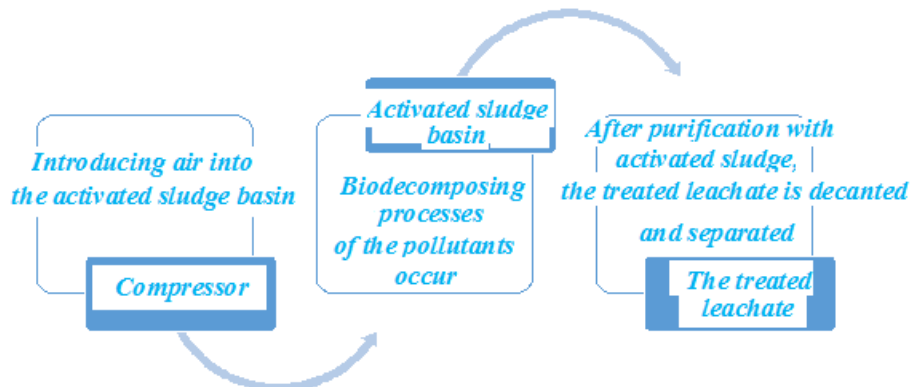 Introducing air into
the activated sludge basin
Compressor
Activated sludge
basin
Biodecomposing
processes
of the pollutants
occur
After purification with
activated sludge,
the treated leachate is decanted
and separated
The treated
leachate